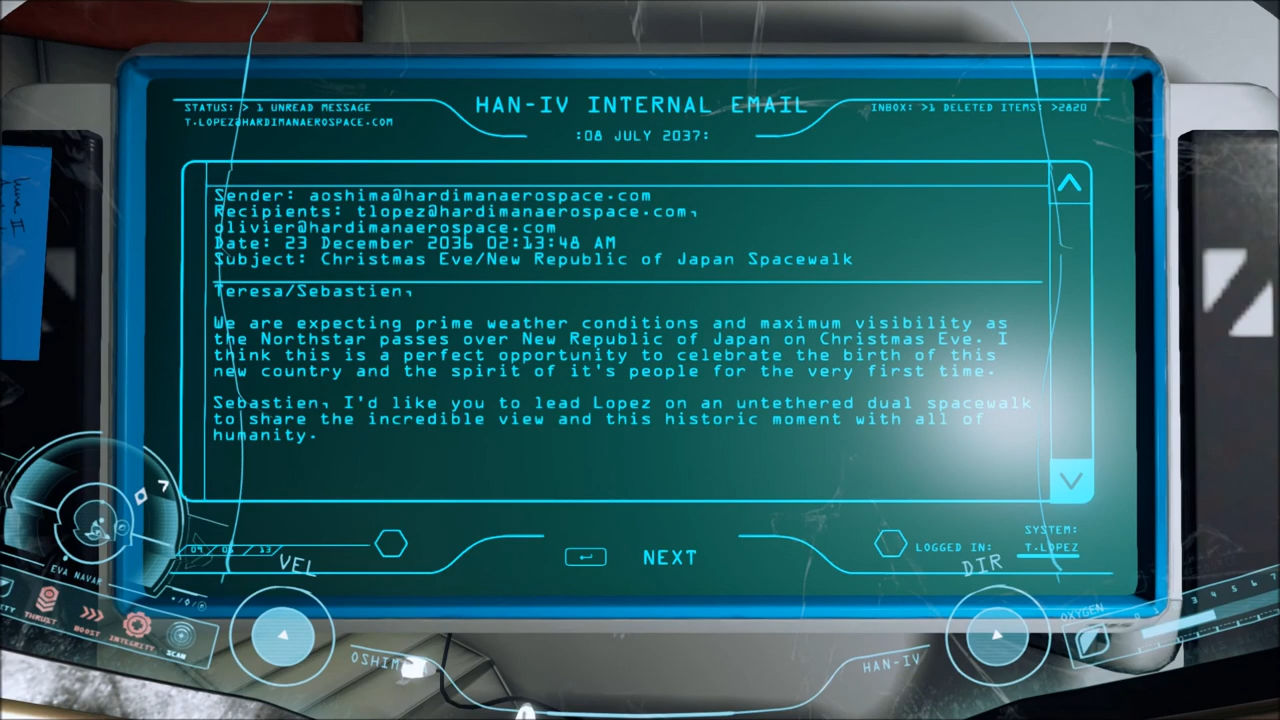 HAN-IV INTERNAL EMAIL
:08 JULY 2037:
STATUS: > 1 UNREAD MESSAGE
T.LOPEZ@HARDIMANAEROSPACE.COM
INBOX: >1 DELETED ITEMS: >2820
Sender: aoshima@hardimanaerospace.com
Recipients: tlopez@hardimanaerospace.com,
olivier@hardimanaerospace.com
Date: 23 December 2036 02:13:48 AM
Subject: Christmas Eve/New Republic of Japan Spacewalk
Teresa/Sebastien,
We are expecting prime weather conditions and maximum visibility as
the Northstar passes over New Republic of Japan on Christmas Eve. I
think this is a perfect opportunity to celebrate the birth of this
new country and the spirit of it's people for the very first time.
Sebastien, I'd like you to lead Lopez on an untethered dual spacewalk
to share the incredible view and this historic moment with all of
humanity.
NEXT
SYSTEM:
LOGGED IN: T.LOPEZ
VEL
DIR
EVA NAVAR
THRUST
BOOST
INTEGRITY
SCAN
OSHIM
HAN-IV
OXYGEN
3 4 5 6 7